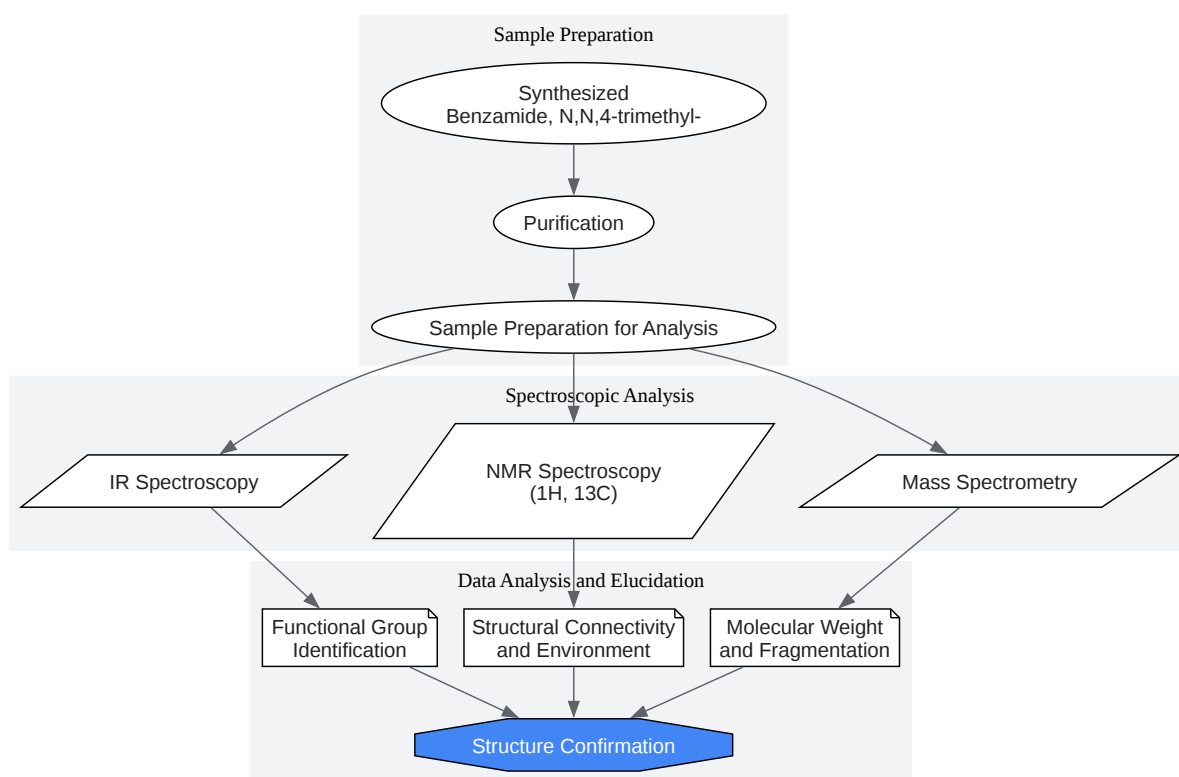 Sample Preparation
Synthesized
Benzamide, N,N,4-trimethyl-
Purification
Sample Preparation for Analysis
Spectroscopic Analysis
IR Spectroscopy
NMR Spectroscopy
(1H, 13C)
Mass Spectrometry
Data Analysis and Elucidation
Functional Group
Identification
Structural Connectivity
and Environment
Molecular Weight
and Fragmentation
Structure Confirmation